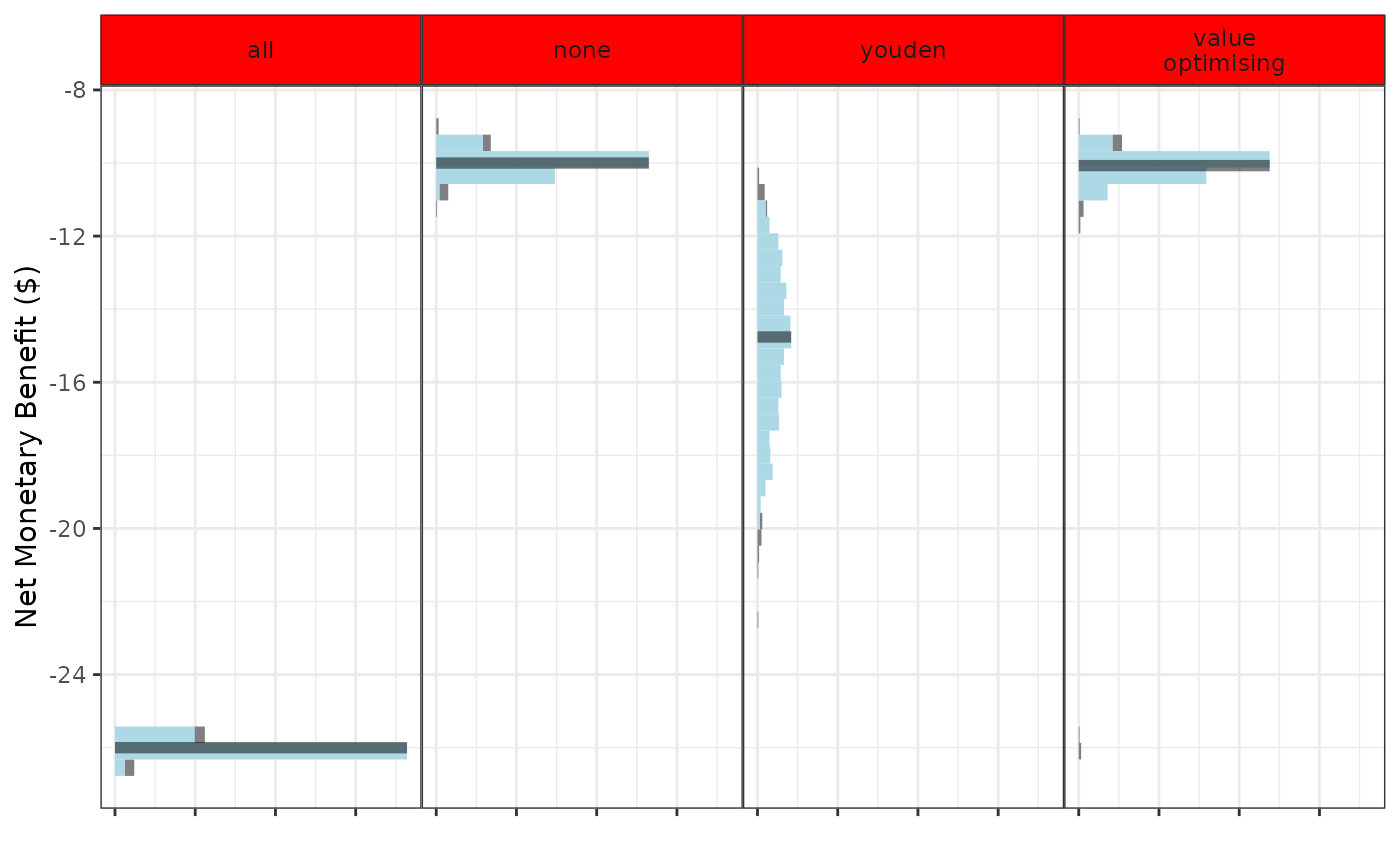 all
none
youden
value
optimising
Net Monetary Benefit ($)
-8
-12
-16
-20
-24